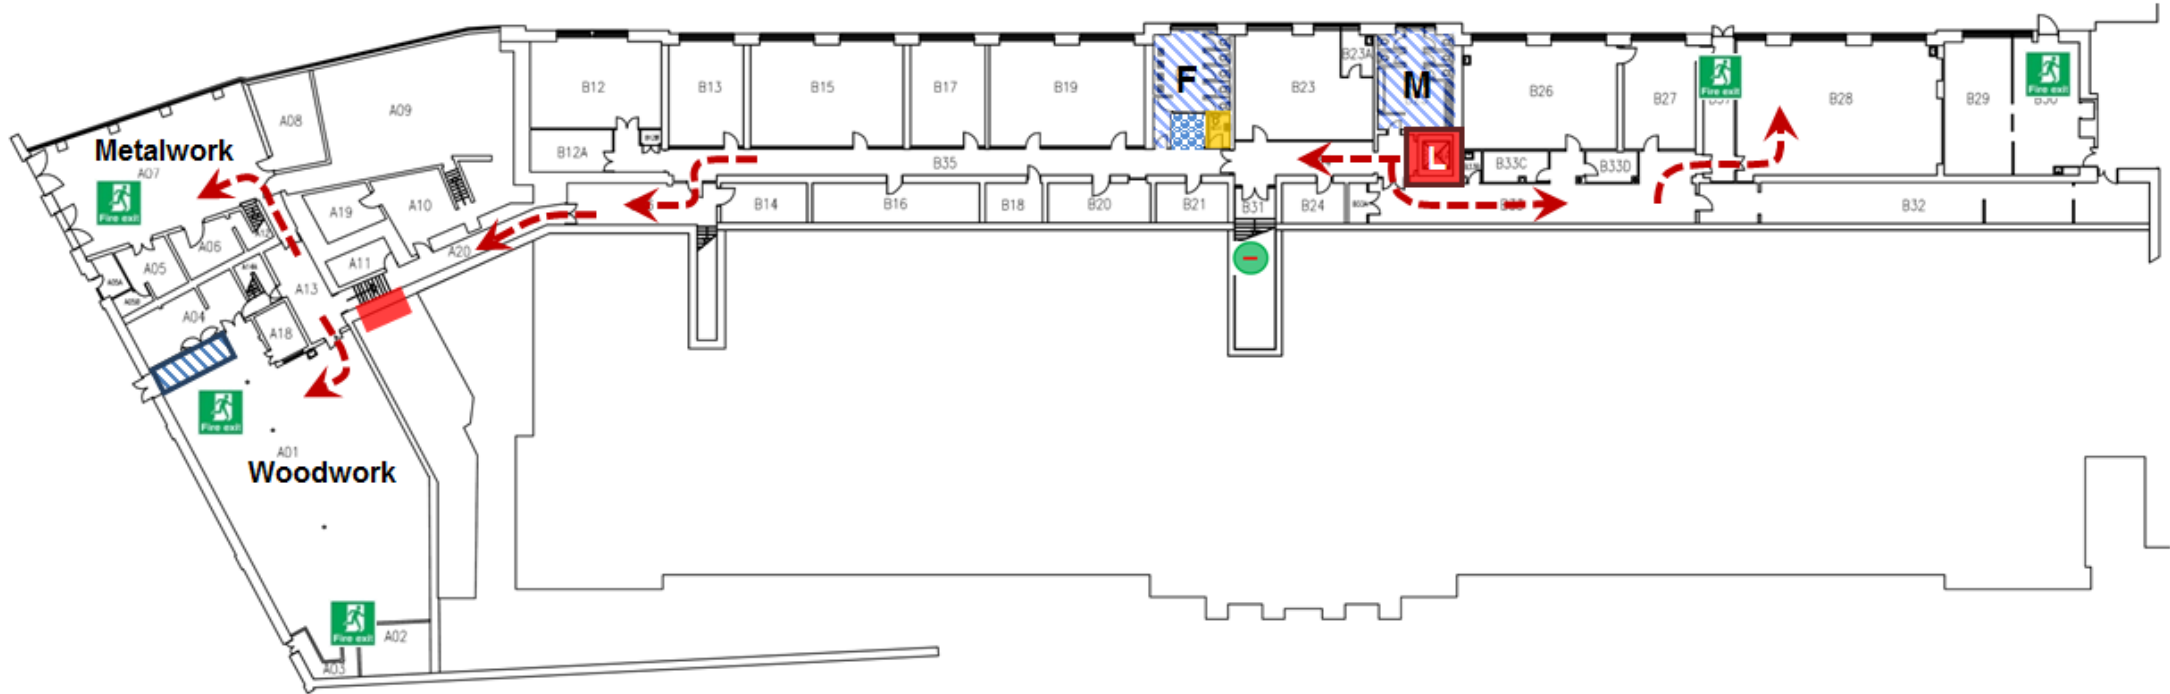 B12
B13
B15
B17
B19
F
B23
B23A
M
B26
B27
Fire exit
B28
B29
Fire exit
A08
A09
Metalwork
A07
Fire exit
B12A
B35
L
B33C
B33D
A19
A10
B14
B16
B18
B20
B21
B31
B24
B32
A06
A05
A05A
A05B
A11
A20
A13
A04
A18
Fire exit
A01
Woodwork
Fire exit
A02
A03